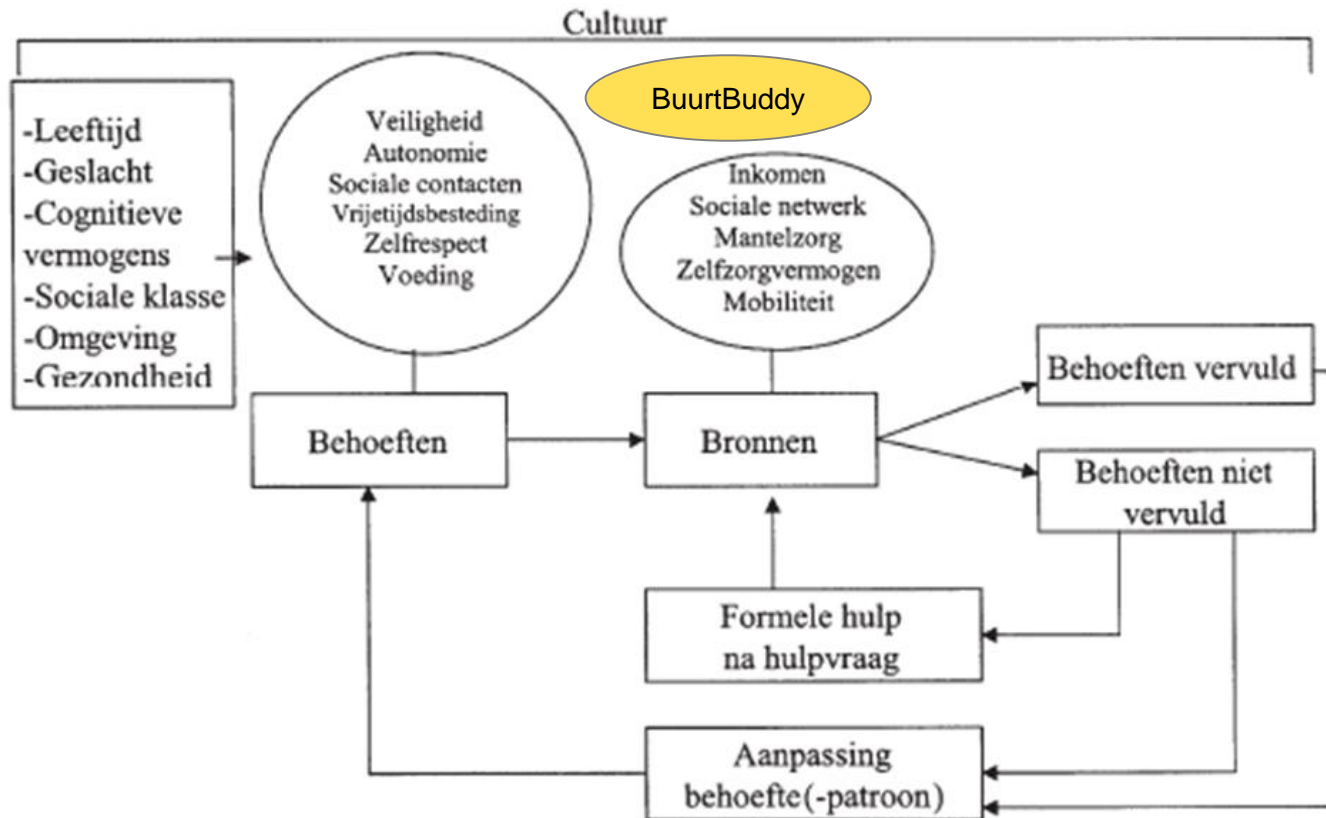 Cultuur
BuurtBuddy
-Leeftijd
-Geslacht
-Cognitieve
vermogens
-Sociale klasse
-Omgeving
-Gezondheid
Veiligheid
Autonomie
Sociale contacten
Vrijetijdsbesteding
Zelfrespect
Voeding
Inkomen
Sociale netwerk
Mantelzorg
Zelfzorgvermogen
Mobiliteit
Behoeften
Bronnen
Behoeften vervuld
Behoeften niet
vervuld
Formele hulp
na hulpvraag
Aanpassing
behoefte(-patroon)